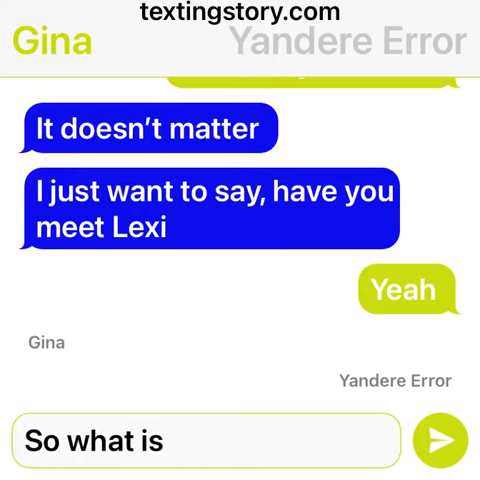 textingstory.com
Gina
Yandere Error
It doesn't matter
I just want to say, have you
meet Lexi
Yeah
Gina
Yandere Error
So what is